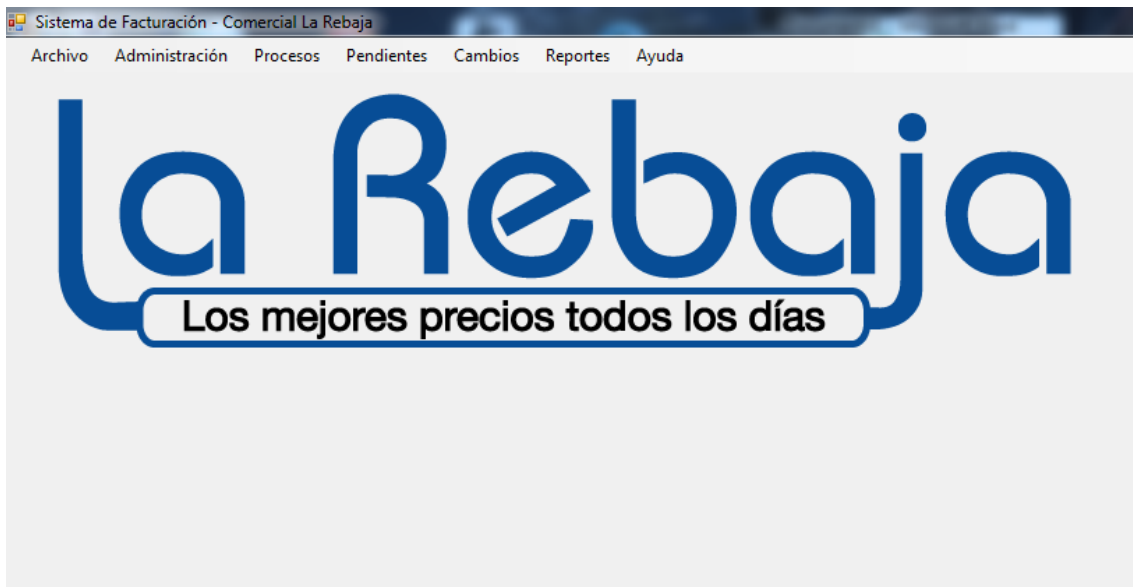 Sistema de Facturación - Comercial La Rebaja
Archivo Administración Procesos Pendientes Cambios Reportes Ayuda
La Rebaja
Los mejores precios todos los días